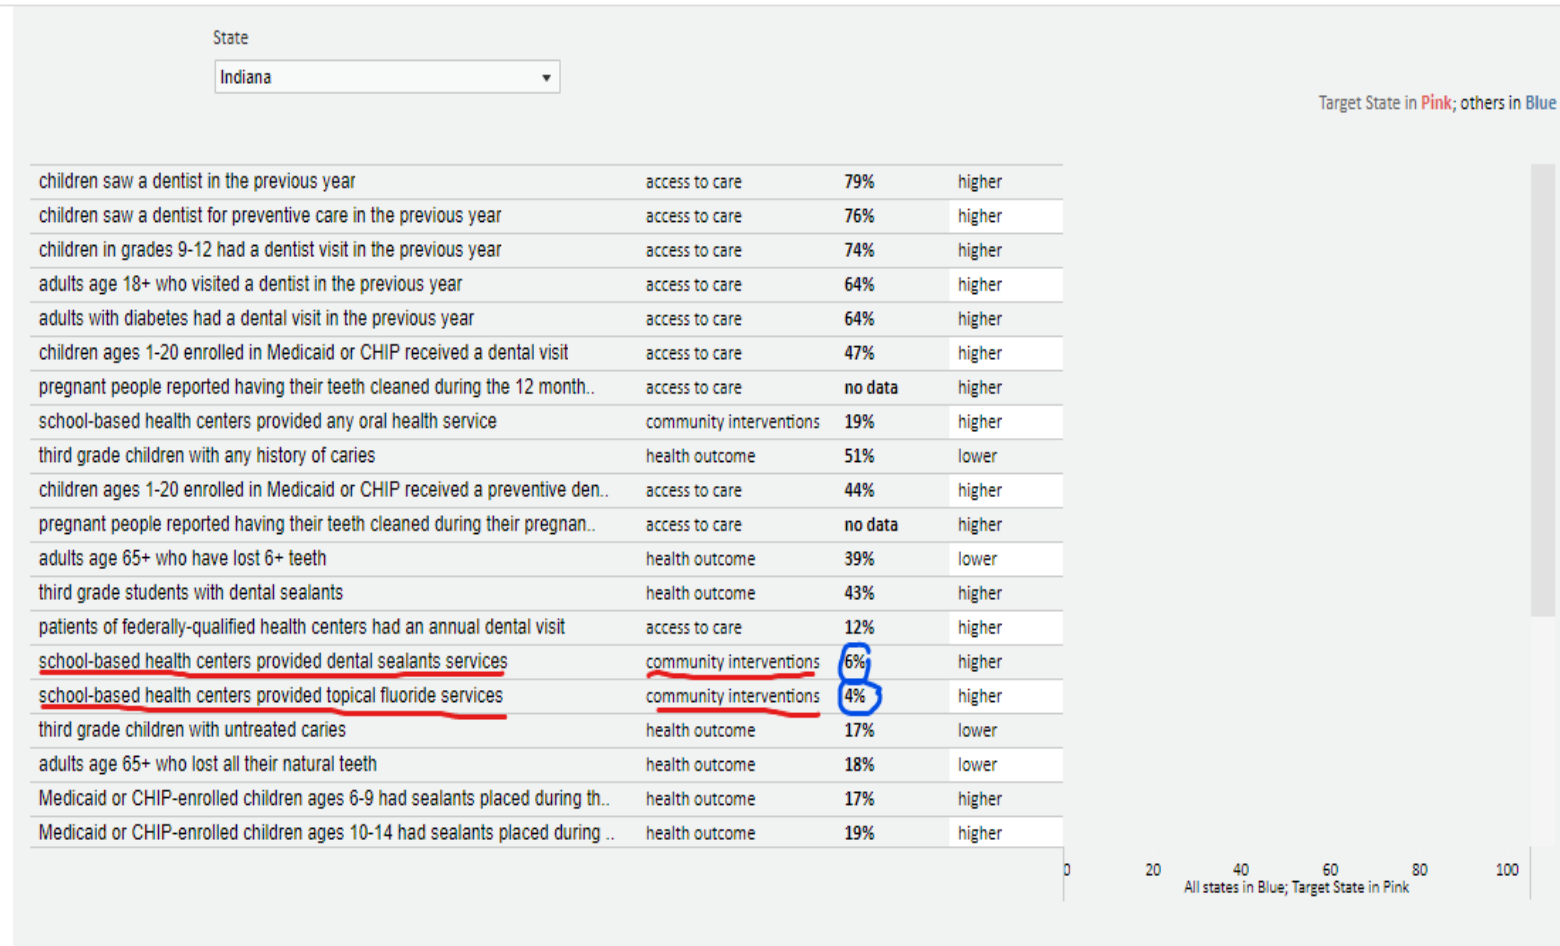 State
Indiana
Target State in Pink; others in Blue
children saw a dentist in the previous year access to care 79% higher
children saw a dentist for preventive care in the previous year access to care 76% higher
children in grades 9-12 had a dentist visit in the previous year access to care 74% higher
adults age 18+ who visited a dentist in the previous year access to care 64% higher
adults with diabetes had a dental visit in the previous year access to care 64% higher
children ages 1-20 enrolled in Medicaid or CHIP received a dental visit access to care 47% higher
pregnant people reported having their teeth cleaned during the 12 month.. access to care no data higher
school-based health centers provided any oral health service community interventions 19% higher
third grade children with any history of caries health outcome 51% lower
children ages 1-20 enrolled in Medicaid or CHIP received a preventive den.. access to care 44% higher
pregnant people reported having their teeth cleaned during their pregnan.. access to care no data higher
adults age 65+ who have lost 6+ teeth health outcome 39% lower
third grade students with dental sealants health outcome 43% higher
patients of federally-qualified health centers had an annual dental visit access to care 12% higher
school-based health centers provided dental sealants services community interventions 6% higher
school-based health centers provided topical fluoride services community interventions 4% higher
third grade children with untreated caries health outcome 17% lower
adults age 65+ who lost all their natural teeth health outcome 18% lower
Medicaid or CHIP-enrolled children ages 6-9 had sealants placed during th.. health outcome 17% higher
Medicaid or CHIP-enrolled children ages 10-14 had sealants placed during .. health outcome 19% higher
0 20 40 60 80 100
All states in Blue; Target State in Pink